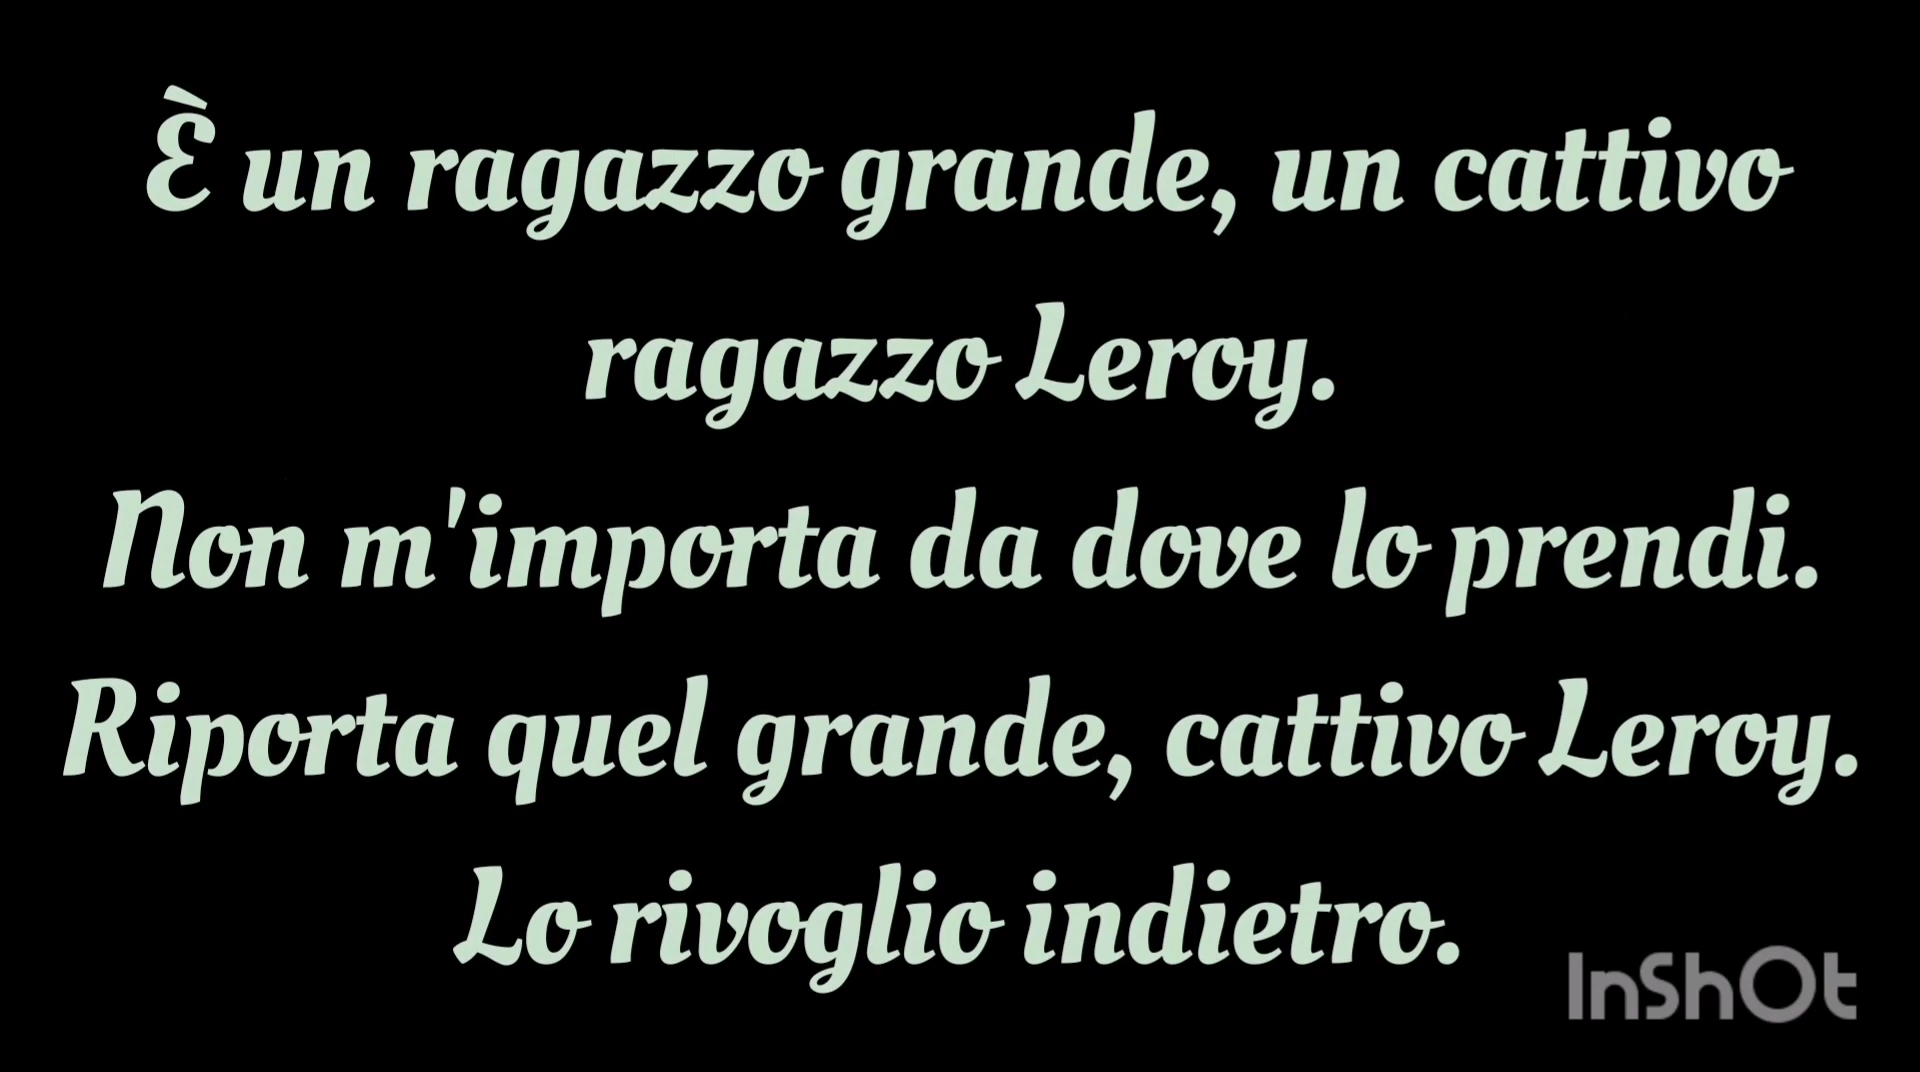 È un ragazzo grande, un cattivo
ragazzo Leroy.
Non m'importa da dove lo prendi.
Riporta quel grande, cattivo Leroy.
Lo rivoglio indietro.
InShOt